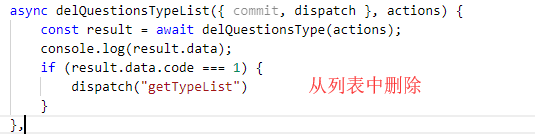 async delQuestionsTypeList({ commit, dispatch }, actions) {
    const result = await delQuestionsType(actions);
    console.log(result.data);
    if (result.data.code === 1) {
        dispatch("getTypeList")
从列表中删除
    }
},